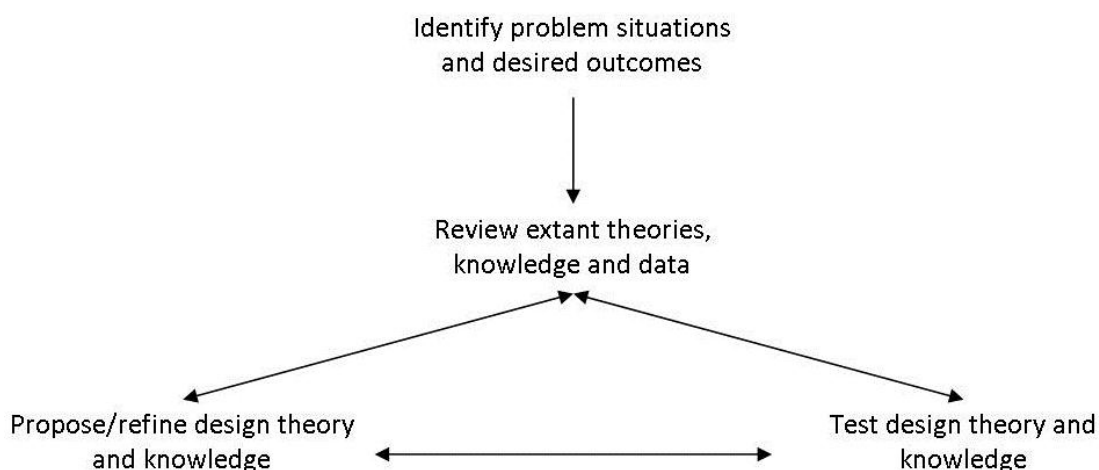 Identify problem situations
and desired outcomes
Review extant theories,
knowledge and data
Propose/refine design theory
and knowledge
Test design theory and
knowledge